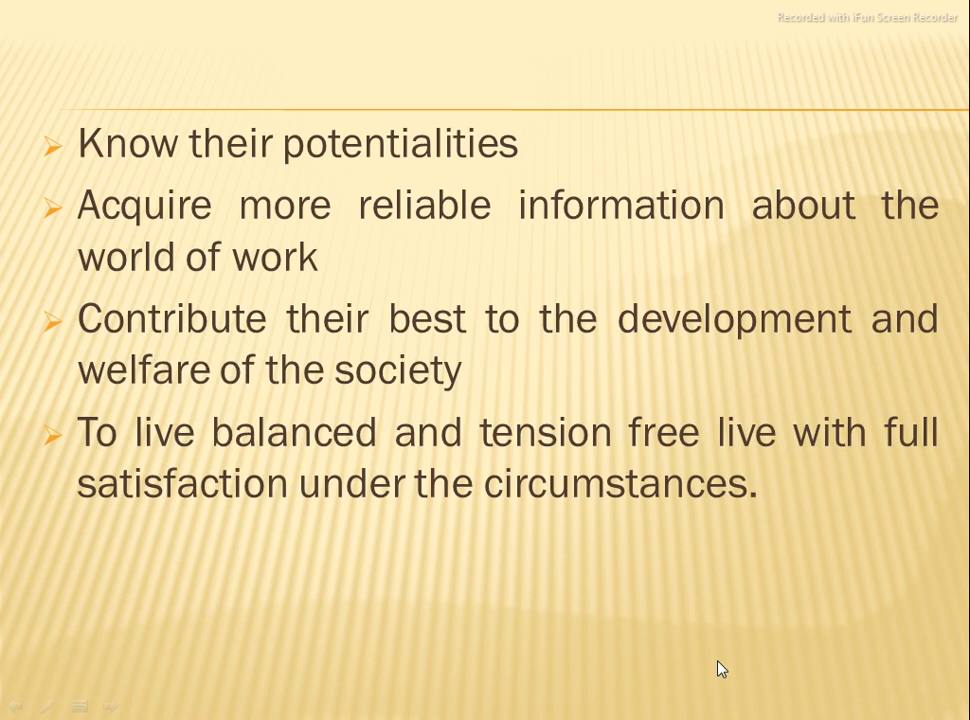 Recorded with iFun Screen Recorder
Know their potentialities
Acquire more reliable information about the
world of work
Contribute their best to the development and
welfare of the society
To live balanced and tension free live with full
satisfaction under the circumstances.